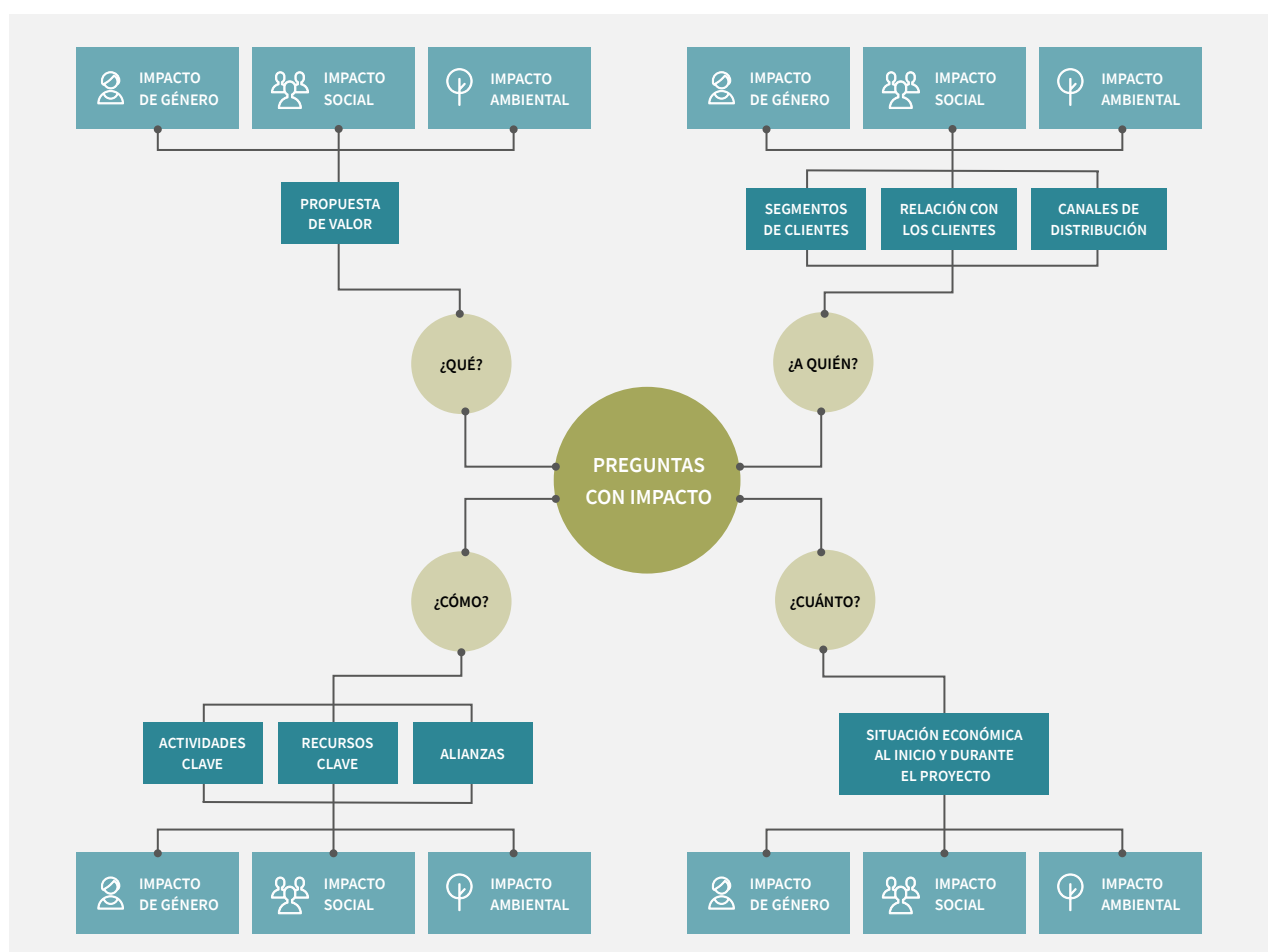 IMPACTO
DE GÉNERO
IMPACTO
SOCIAL
IMPACTO
AMBIENTAL
IMPACTO
DE GÉNERO
IMPACTO
SOCIAL
IMPACTO
AMBIENTAL
PROPUESTA
DE VALOR
SEGMENTOS
DE CLIENTES
RELACIÓN CON
LOS CLIENTES
CANALES DE
DISTRIBUCIÓN
¿QUÉ?
¿A QUIÉN?
PREGUNTAS
CON IMPACTO
¿CÓMO?
¿CUÁNTO?
ACTIVIDADES
CLAVE
RECURSOS
CLAVE
ALIANZAS
SITUACIÓN ECONÓMICA
AL INICIO Y DURANTE
EL PROYECTO
IMPACTO
DE GÉNERO
IMPACTO
SOCIAL
IMPACTO
AMBIENTAL
IMPACTO
DE GÉNERO
IMPACTO
SOCIAL
IMPACTO
AMBIENTAL